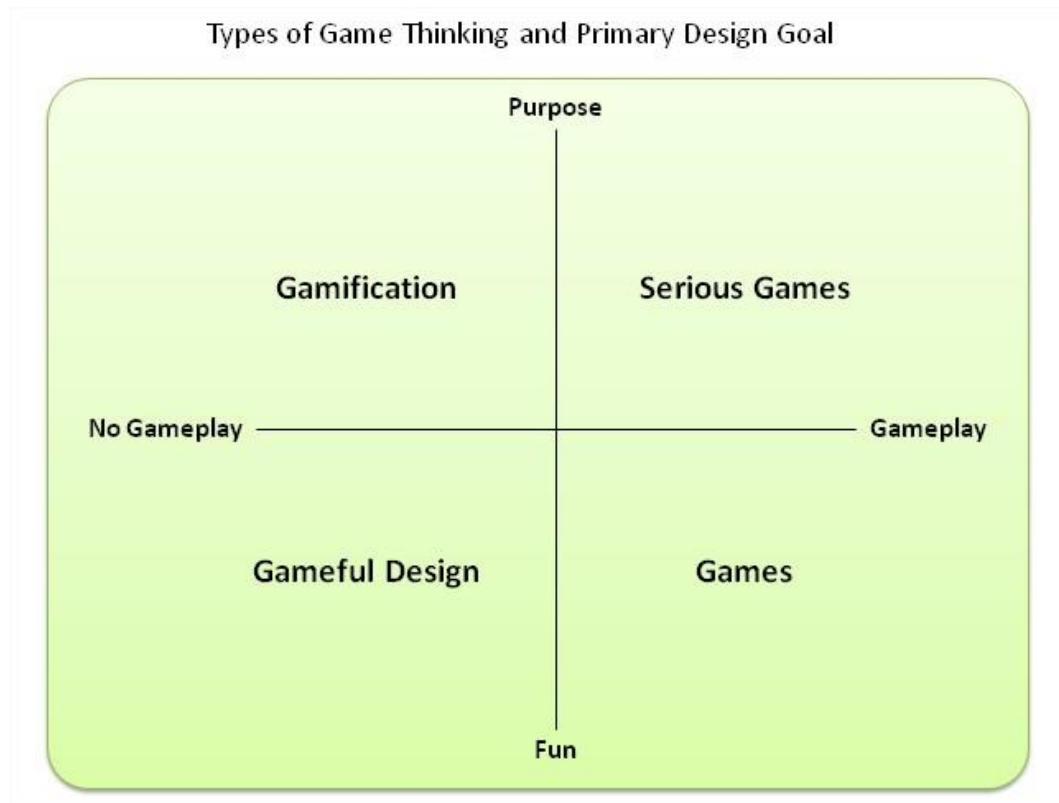 Types of Game Thinking and Primary Design Goal
Purpose
Gamification
Serious Games
No Gameplay
Gameplay
Gameful Design
Games
Fun